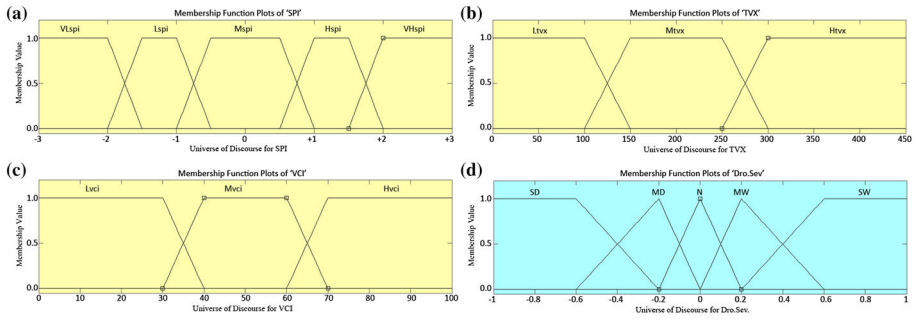 (a)
Membership Function Plots of 'SPI'
VLspi Lspi Mspi Hspi VHspi
Membership Value
1.0
0.5
0.0
-3 -2 -1 0 +1 +2 +3
Universe of Discourse for SPI
(b)
Membership Function Plots of 'TVX'
Ltvx Mtvx Htvx
Membership Value
1.0
0.5
0.0
0 50 100 150 200 250 300 350 400 450
Universe of Discourse for TVX
(c)
Membership Function Plots of 'VCI'
Lvci Mvci Hvci
Membership Value
1.0
0.5
0.0
0 10 20 30 40 50 60 70 80 90 100
Universe of Discourse for VCI
(d)
Membership Function Plots of 'Dro.Sev'
SD MD N MW SW
Membership Value
1.0
0.5
0.0
-1 -0.8 -0.6 -0.4 -0.2 0 0.2 0.4 0.6 0.8 1
Universe of Discourse for Dro.Sev.